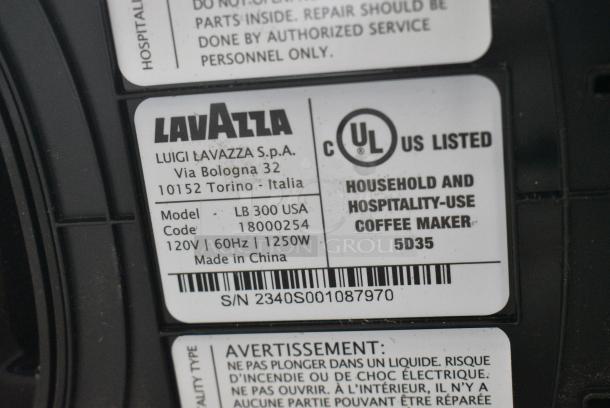 HOSPITALI
DO NOT OPEN. NO
PARTS INSIDE. REPAIR SHOULD BE
DONE BY AUTHORIZED SERVICE
PERSONNEL ONLY.
LAVAZZA
LUIGI LAVAZZA S.p.A.
Via Bologna 32
10152 Torino - Italia
Model - LB 300 USA
Code 18000254
120V | 60Hz | 1250W
Made in China
C UL ® US LISTED
HOUSEHOLD AND
HOSPITALITY-USE
COFFEE MAKER
5D35
S/N 2340S001087970
ALITY TYPE
AVERTISSEMENT:
NE PAS PLONGER DANS UN LIQUIDE. RISQUE
D'INCENDIE OU DE CHOC ÉLECTRIQUE.
NE PAS OUVRIR. À L'INTÉRIEUR, IL N'Y A
AUCUNE PARTIE POUVANT ÊTRE RÉPARÉE